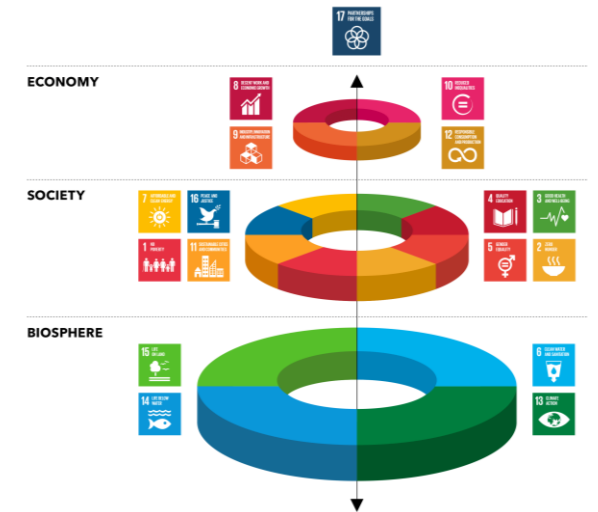 17 PARTNERSHIPS
FOR THE GOALS
ECONOMY
8 DECENT WORK AND
ECONOMIC GROWTH
10 REDUCED
INEQUALITIES
9 INDUSTRY, INNOVATION
AND INFRASTRUCTURE
12 RESPONSIBLE
CONSUMPTION
AND PRODUCTION
SOCIETY
7 AFFORDABLE AND
CLEAN ENERGY
16 PEACE AND
JUSTICE
4 QUALITY
EDUCATION
3 GOOD HEALTH
AND WELL-BEING
1 NO
POVERTY
11 SUSTAINABLE CITIES
AND COMMUNITIES
5 GENDER
EQUALITY
2 ZERO
HUNGER
BIOSPHERE
15 LIFE
ON LAND
6 CLEAN WATER
AND SANITATION
14 LIFE BELOW
WATER
13 CLIMATE
ACTION